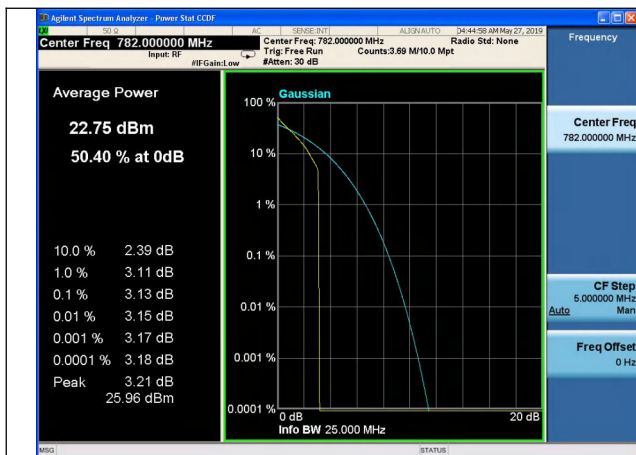 Agilent Spectrum Analyzer - Power Stat CCDF
50 Ω AC SENSE:INT ALIGN AUTO 04:44:58 AM May 27, 2019
Center Freq 782.000000 MHz
Input: RF
#IFGain:Low
Center Freq: 782.000000 MHz
Trig: Free Run
Counts:3.69 M/10.0 Mpt
#Atten: 30 dB
Radio Std: None
Frequency
Average Power
22.75 dBm
50.40 % at 0dB
10.0 % 2.39 dB
1.0 % 3.11 dB
0.1 % 3.13 dB
0.01 % 3.15 dB
0.001 % 3.17 dB
0.0001 % 3.18 dB
Peak 3.21 dB
25.96 dBm
Gaussian
100 %
10 %
1 %
0.1 %
0.01 %
0.001 %
0.0001 %
0 dB
20 dB
Info BW 25.000 MHz
Center Freq
782.000000 MHz
CF Step
5.000000 MHz
Auto Man
Freq Offset
0 Hz
MSG STATUS